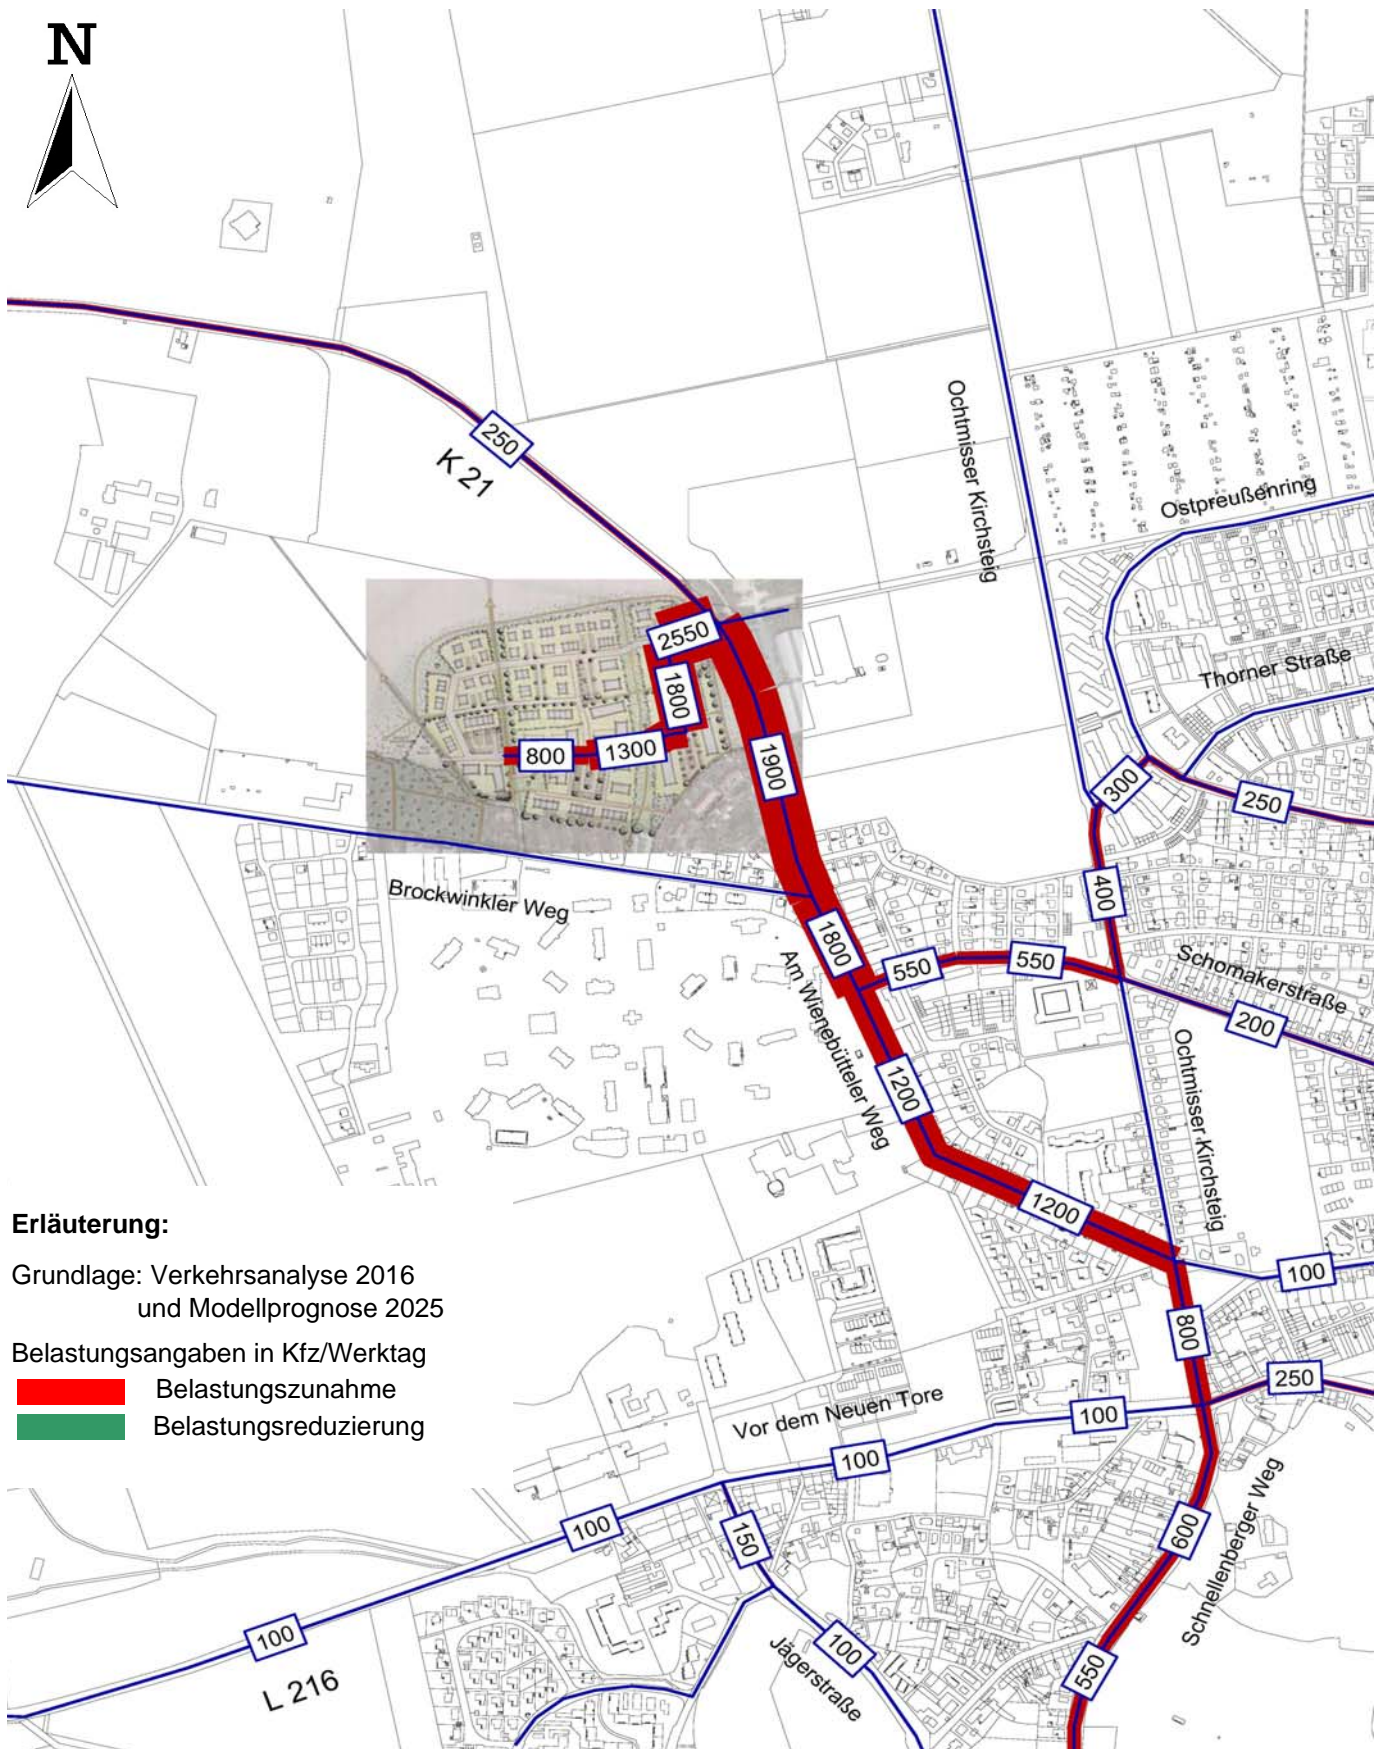 N
250
K 21
Ochtmisser Kirchsteig
Ostpreußenring
2550
1800
800
1300
1900
Thorner Straße
300
250
400
Brockwinkler Weg
1800
550
550
Schomakerstraße
200
Am Wienebütteler Weg
1200
Ochtmisser Kirchsteig
1200
100
Erläuterung:
Grundlage: Verkehrsanalyse 2016
und Modellprognose 2025
Belastungsangaben in Kfz/Werktag
Belastungszunahme
Belastungsreduzierung
800
250
Vor dem Neuen Tore
100
100
100
150
600
Schnellenberger Weg
100
L 216
Jägerstraße
100
550